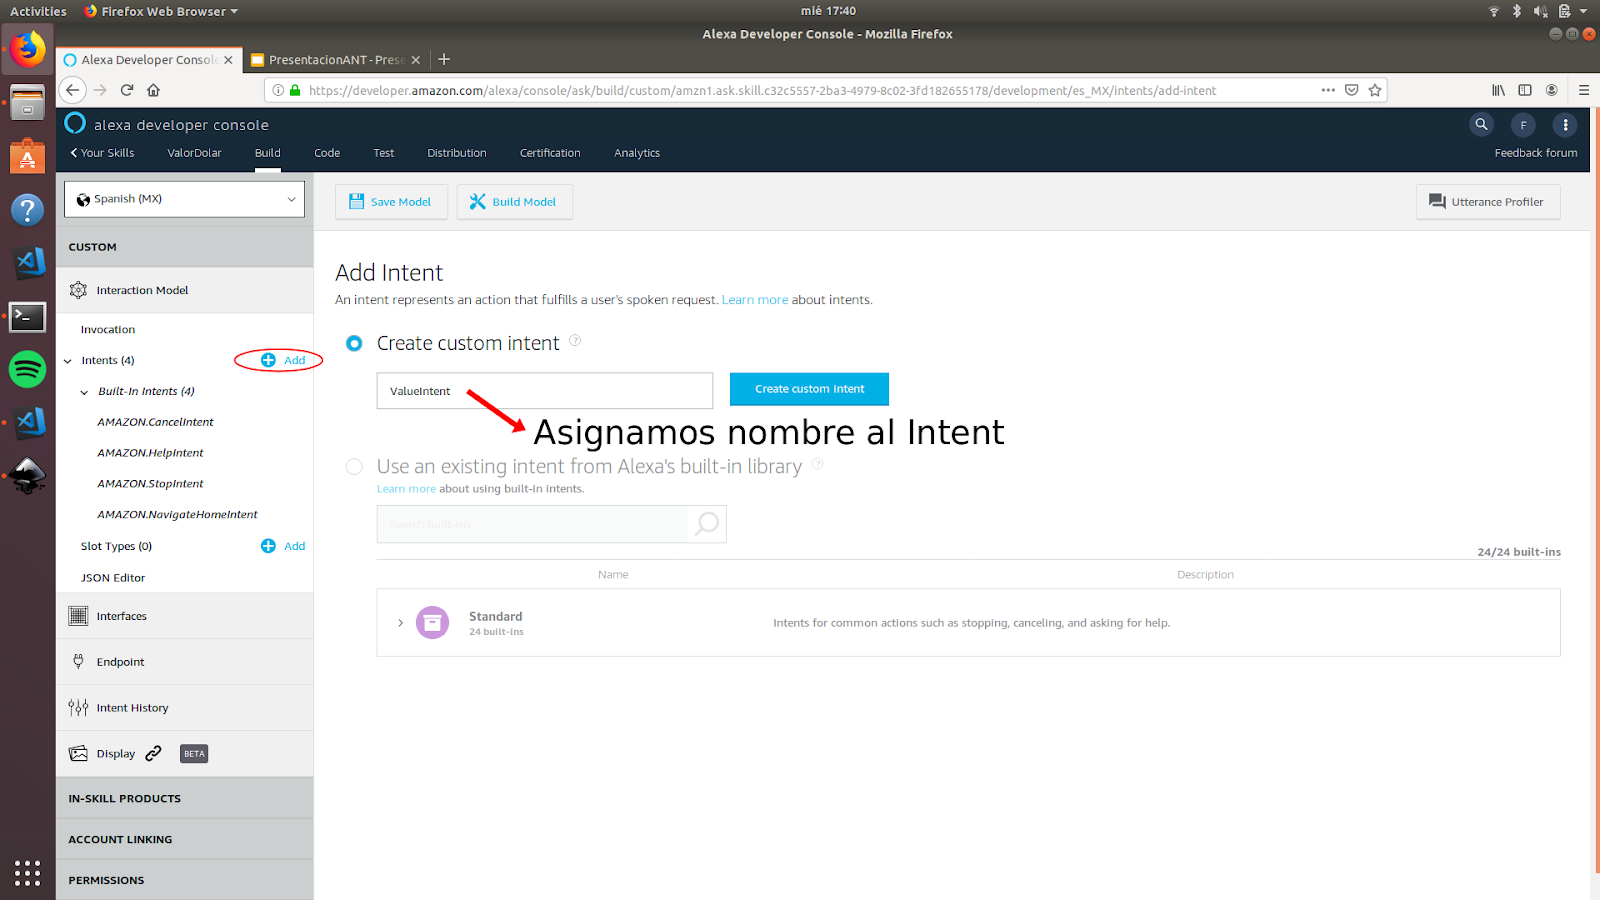 Activities Firefox Web Browser mié 17:40
Alexa Developer Console - Mozilla Firefox
Alexa Developer Console PresentacionANT - Prese
https://developer.amazon.com/alexa/console/ask/build/custom/amzn1.ask.skill.c32c5557-2ba3-4979-8c02-3fd182655178/development/es_MX/intents/add-intent
alexa developer console F
Your Skills ValorDolar Build Code Test Distribution Certification Analytics Feedback forum
Spanish (MX)
Save Model Build Model Utterance Profiler
CUSTOM
Interaction Model
Invocation
Intents (4) Add
Built-In Intents (4)
AMAZON.CancelIntent
AMAZON.HelpIntent
AMAZON.StopIntent
AMAZON.NavigateHomeIntent
Slot Types (0) Add
JSON Editor
Interfaces
Endpoint
Intent History
Display BETA
IN-SKILL PRODUCTS
ACCOUNT LINKING
PERMISSIONS
Add Intent
An intent represents an action that fulfills a user's spoken request. Learn more about intents.
Create custom intent ?
ValueIntent Create custom intent
Asignamos nombre al Intent
Use an existing intent from Alexa's built-in library ?
Learn more about using built-in intents.
Search built-ins
24/24 built-ins
Name Description
Standard
24 built-ins
Intents for common actions such as stopping, canceling, and asking for help.